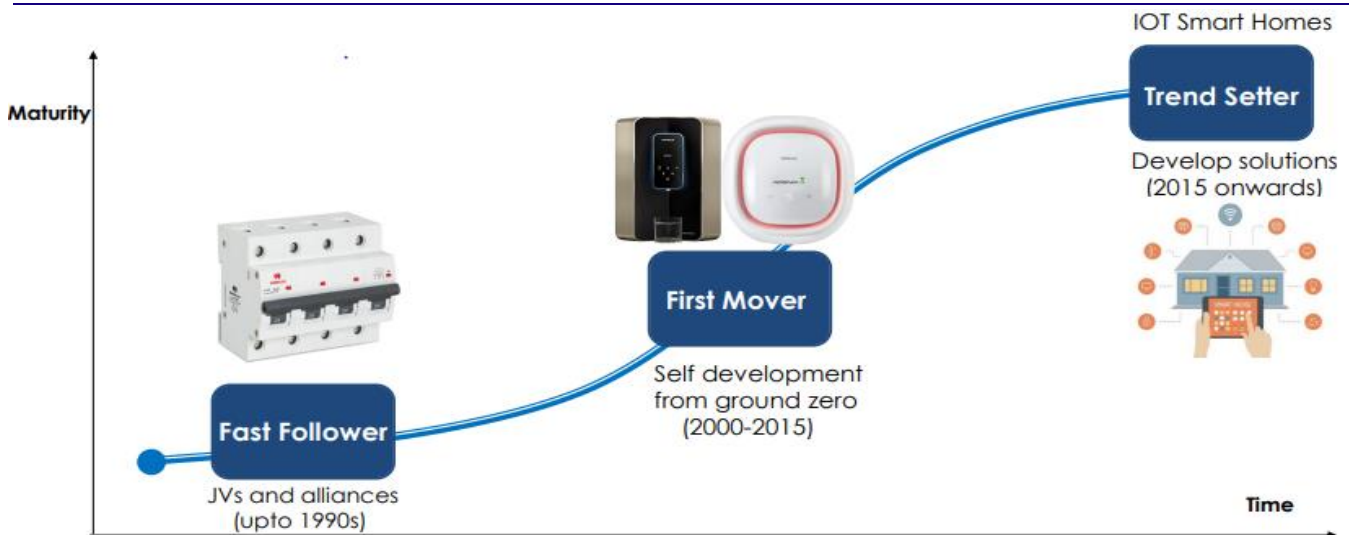 IOT Smart Homes
Trend Setter
Maturity
Develop solutions
(2015 onwards)
First Mover
Self development
from ground zero
(2000-2015)
Fast Follower
JVs and alliances
(upto 1990s)
Time